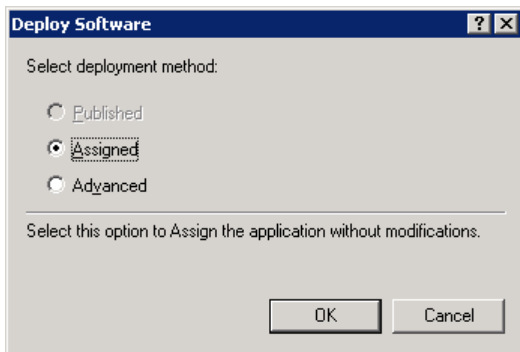 Deploy Software
Select deployment method:
Published
Assigned
Advanced
Select this option to Assign the application without modifications.
OK Cancel